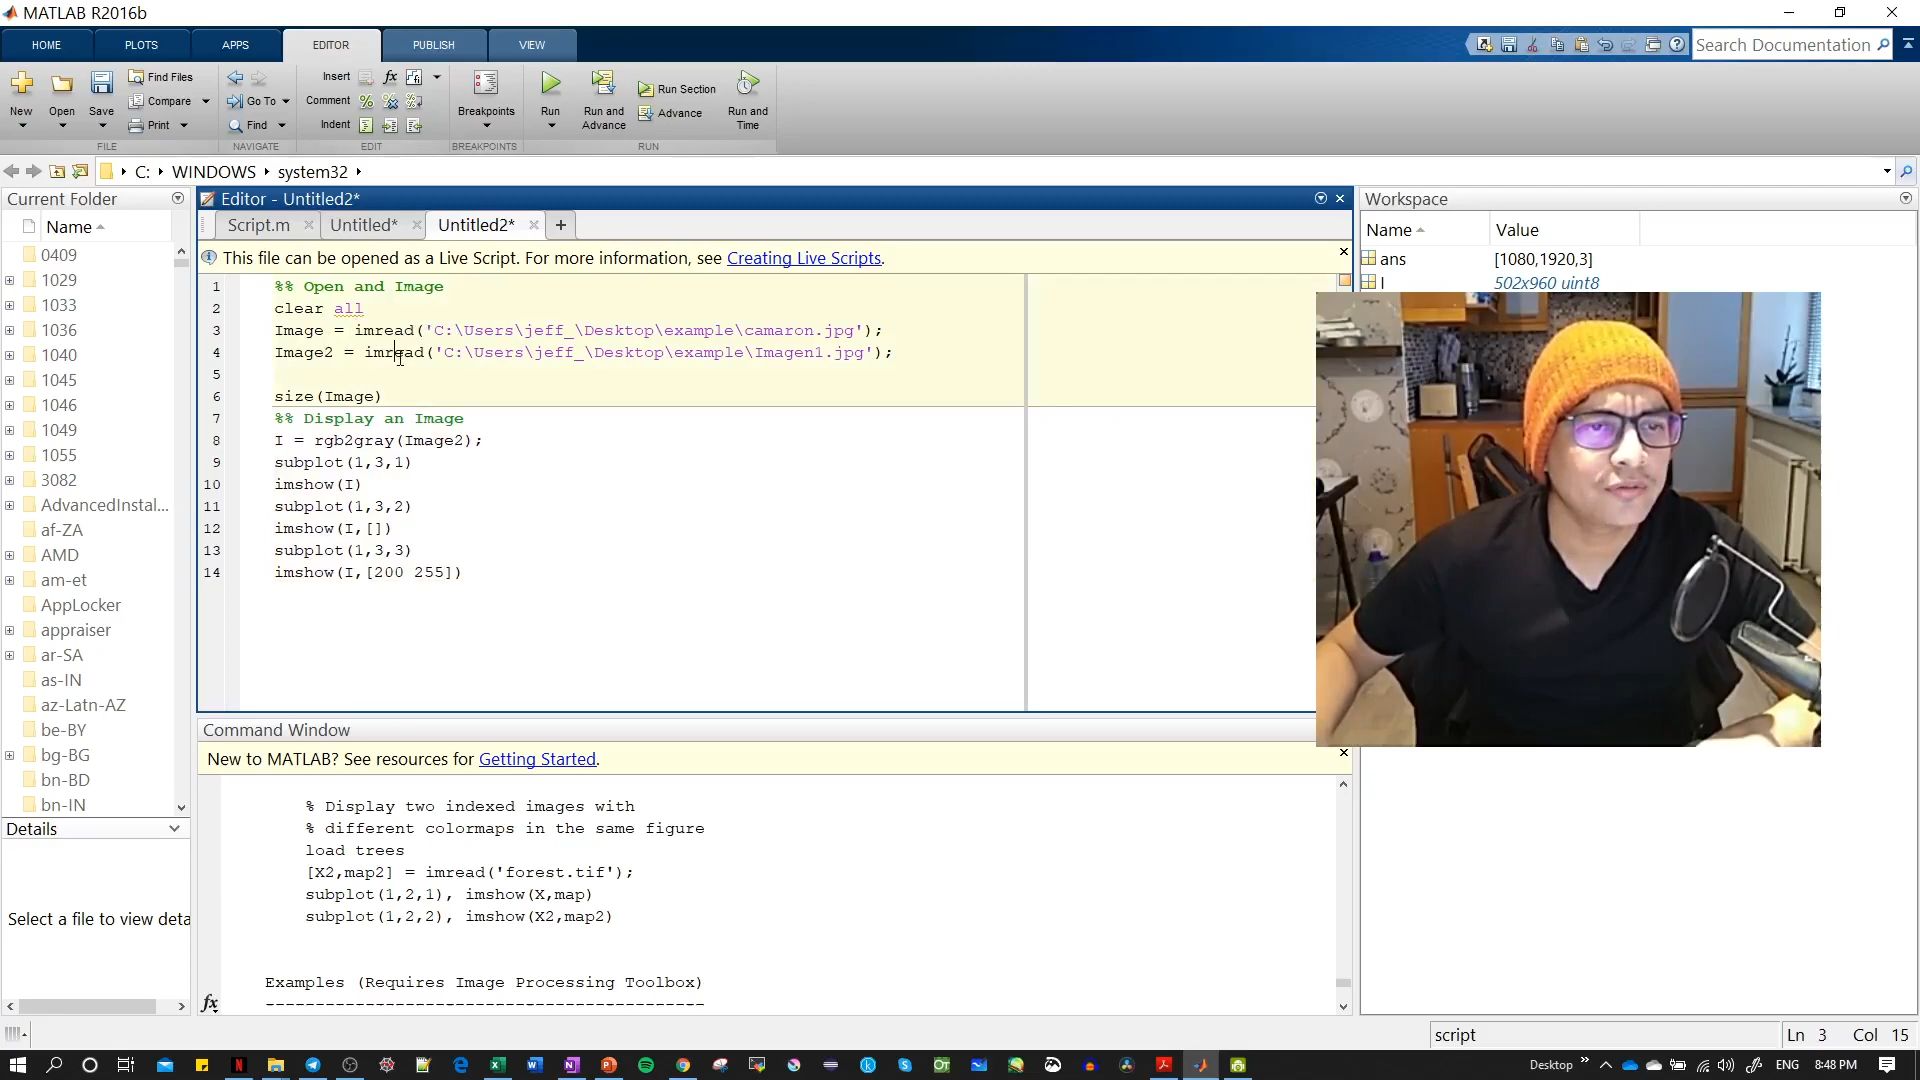 MATLAB R2016b
HOME PLOTS APPS EDITOR PUBLISH VIEW
Search Documentation
New
Open
Save
Find Files
Compare
Print
FILE
Go To
Find
NAVIGATE
Insert
Comment
Indent
EDIT
Breakpoints
BREAKPOINTS
Run
Run and Advance
Run Section
Advance
Run and Time
RUN
C: WINDOWS system32
Current Folder
Name
0409
1029
1033
1036
1040
1045
1046
1049
1055
3082
AdvancedInstal...
af-ZA
AMD
am-et
AppLocker
appraiser
ar-SA
as-IN
az-Latn-AZ
be-BY
bg-BG
bn-BD
bn-IN
Details
Select a file to view deta
Editor - Untitled2*
Script.m Untitled* Untitled2*
This file can be opened as a Live Script. For more information, see Creating Live Scripts.
1 %% Open and Image
2 clear all
3 Image = imread('C:\Users\jeff_\Desktop\example\camaron.jpg');
4 Image2 = imread('C:\Users\jeff_\Desktop\example\Imagen1.jpg');
5
6 size(Image)
7 %% Display an Image
8 I = rgb2gray(Image2);
9 subplot(1,3,1)
10 imshow(I)
11 subplot(1,3,2)
12 imshow(I,[])
13 subplot(1,3,3)
14 imshow(I,[200 255])
Command Window
New to MATLAB? See resources for Getting Started.
% Display two indexed images with
% different colormaps in the same figure
load trees
[X2,map2] = imread('forest.tif');
subplot(1,2,1), imshow(X,map)
subplot(1,2,2), imshow(X2,map2)
Examples (Requires Image Processing Toolbox)
--------------------------------------------
fx
Workspace
Name Value
ans [1080,1920,3]
I 502x960 uint8
script Ln 3 Col 15
Desktop ENG 8:48 PM